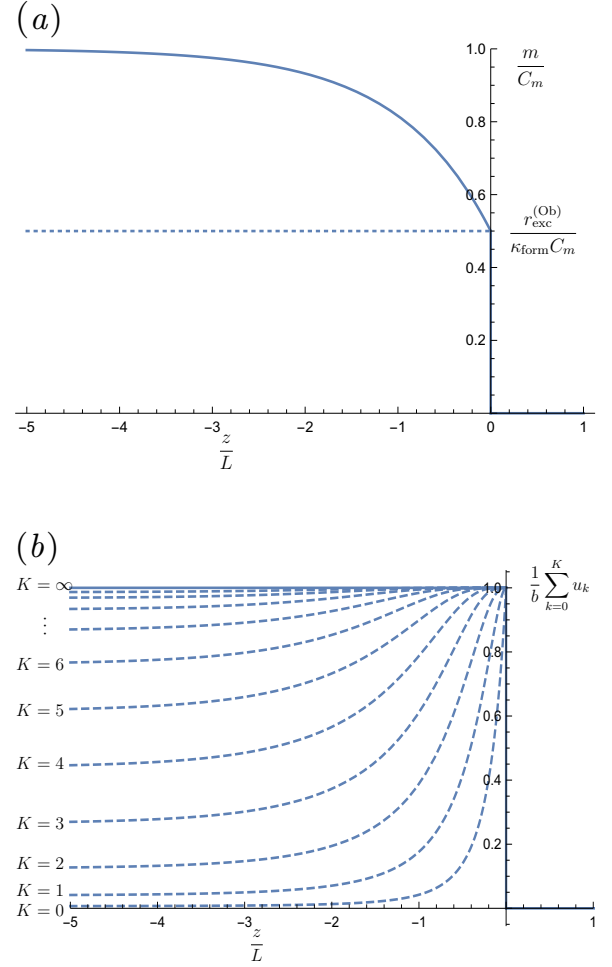 (a)
1.0
m/C_m
0.8
0.6
r_exc^(Ob)/κ_form C_m
0.4
0.2
−5 −4 −3 −2 −1 0 1
z/L
(b)
K = ∞
1.0
1/b ∑_{k=0}^{K} u_k
⋮
0.8
K = 6
K = 5
0.6
K = 4
0.4
K = 3
K = 2
0.2
K = 1
K = 0
−5 −4 −3 −2 −1 1
z/L